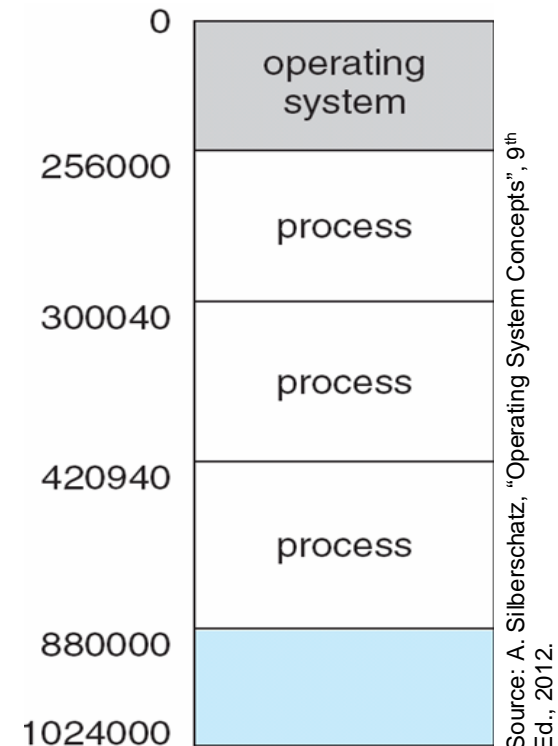 0
operating
system
256000
process
300040
process
420940
process
880000
1024000
Source: A. Silberschatz, “Operating System Concepts”, 9th
Ed., 2012.